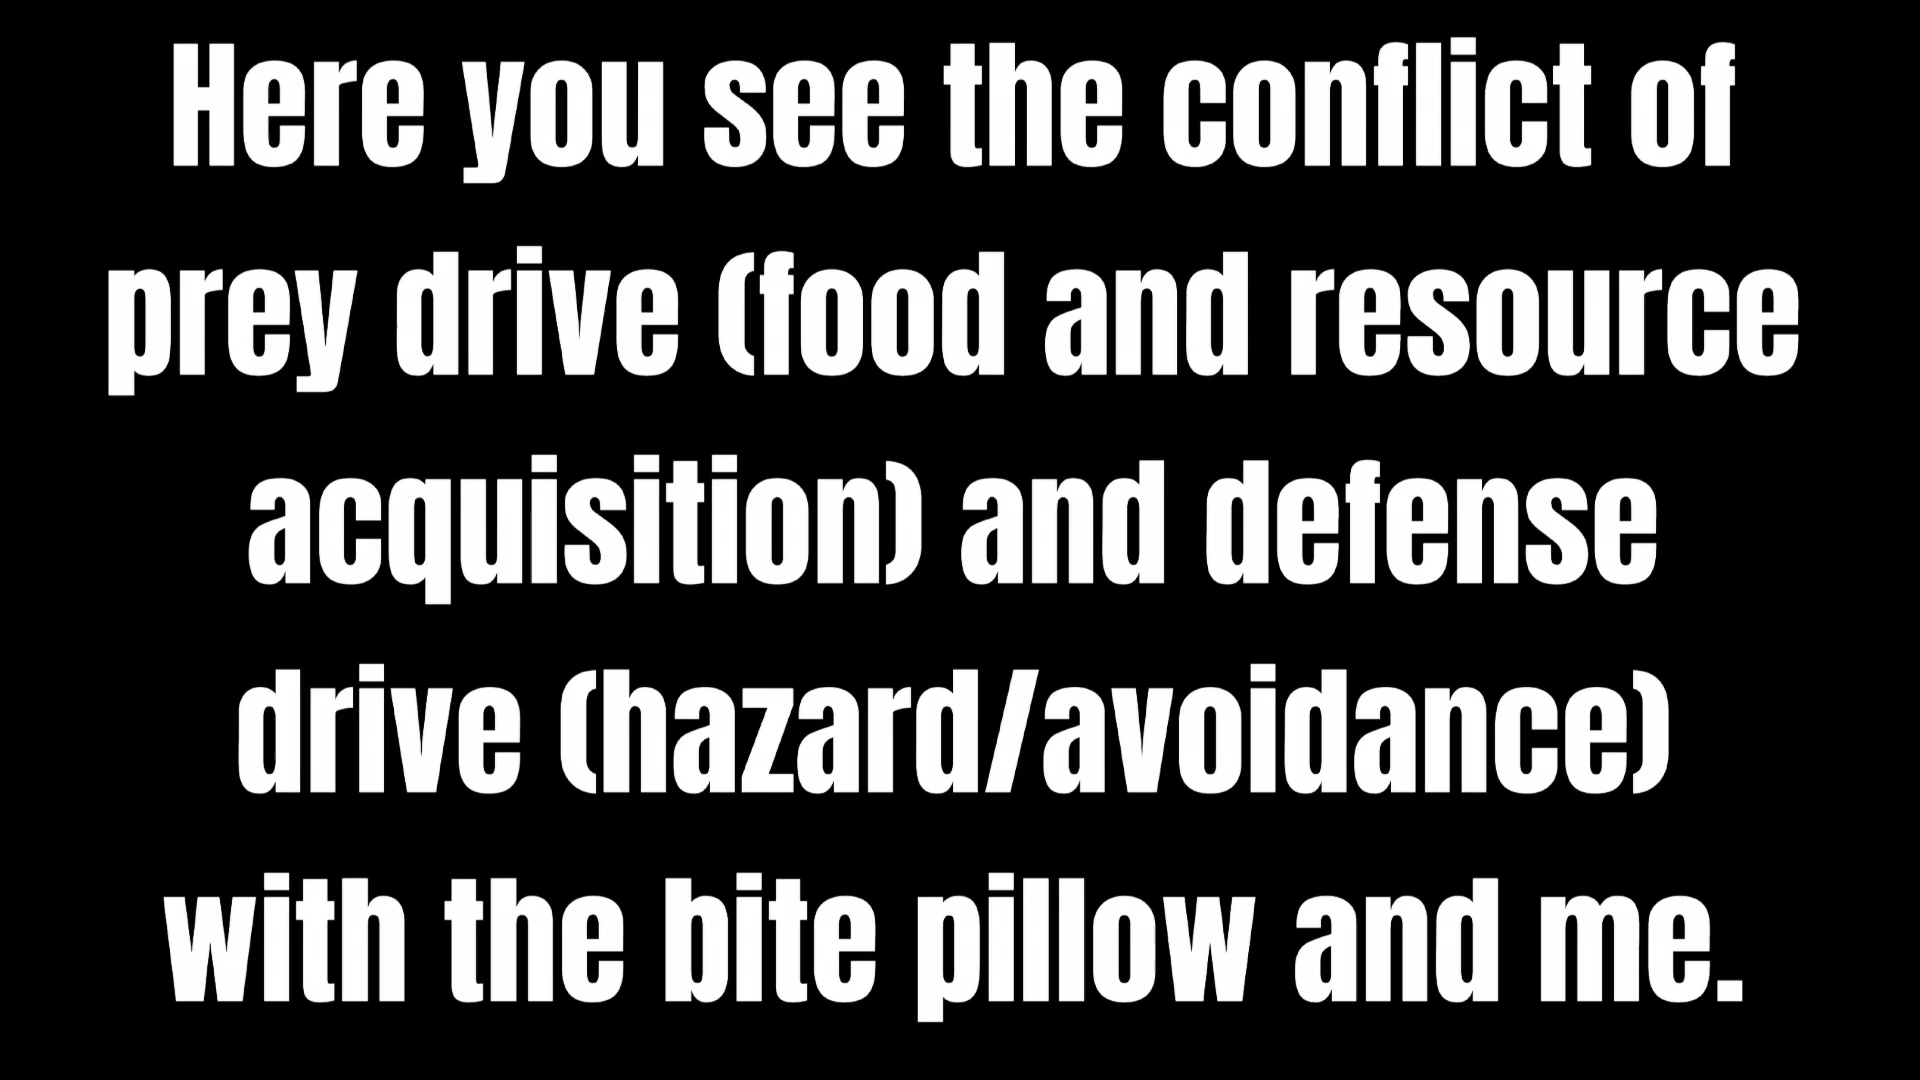 Here you see the conflict of
prey drive (food and resource
acquisition) and defense
drive (hazard/avoidance)
with the bite pillow and me.